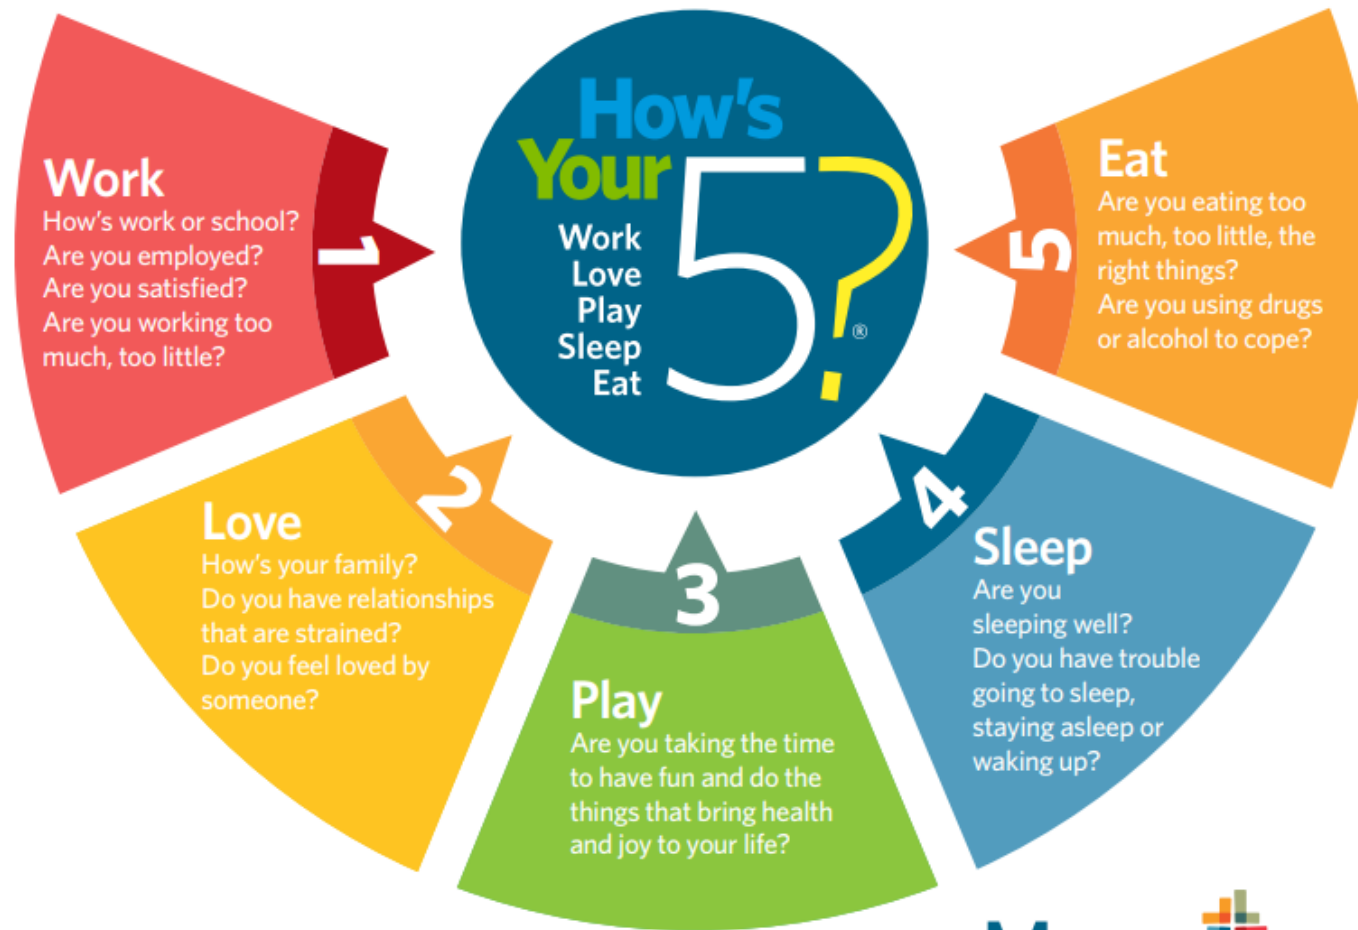 How's
Your
5?®
Work
Love
Play
Sleep
Eat
1
Work
How's work or school?
Are you employed?
Are you satisfied?
Are you working too
much, too little?
2
Love
How's your family?
Do you have relationships
that are strained?
Do you feel loved by
someone?
3
Play
Are you taking the time
to have fun and do the
things that bring health
and joy to your life?
4
Sleep
Are you
sleeping well?
Do you have trouble
going to sleep,
staying asleep or
waking up?
5
Eat
Are you eating too
much, too little, the
right things?
Are you using drugs
or alcohol to cope?